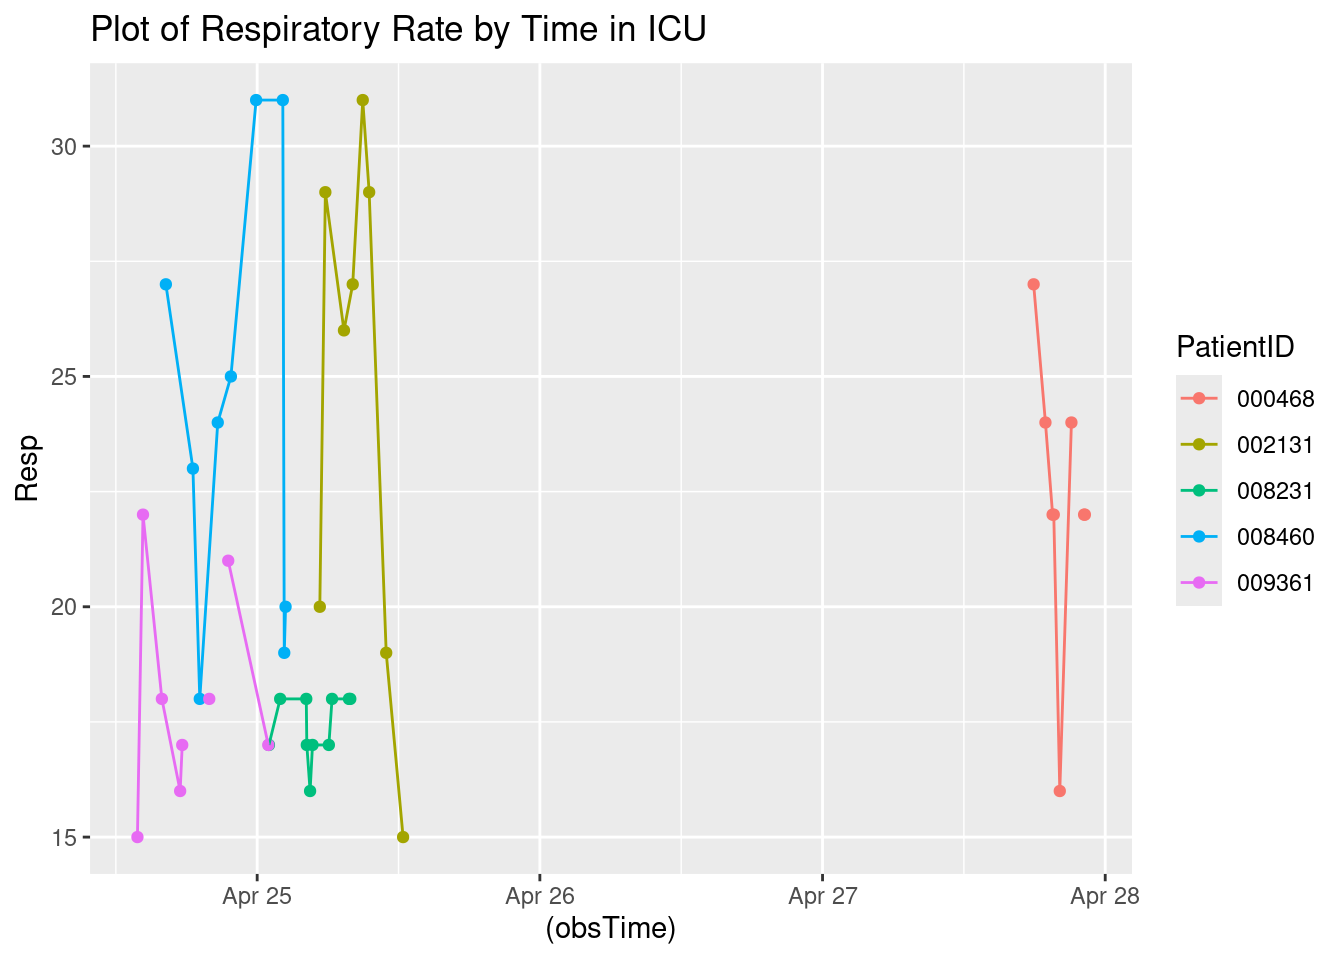 Plot of Respiratory Rate by Time in ICU
Resp
30
25
20
15
Apr 25
Apr 26
Apr 27
Apr 28
(obsTime)
PatientID
000468
002131
008231
008460
009361